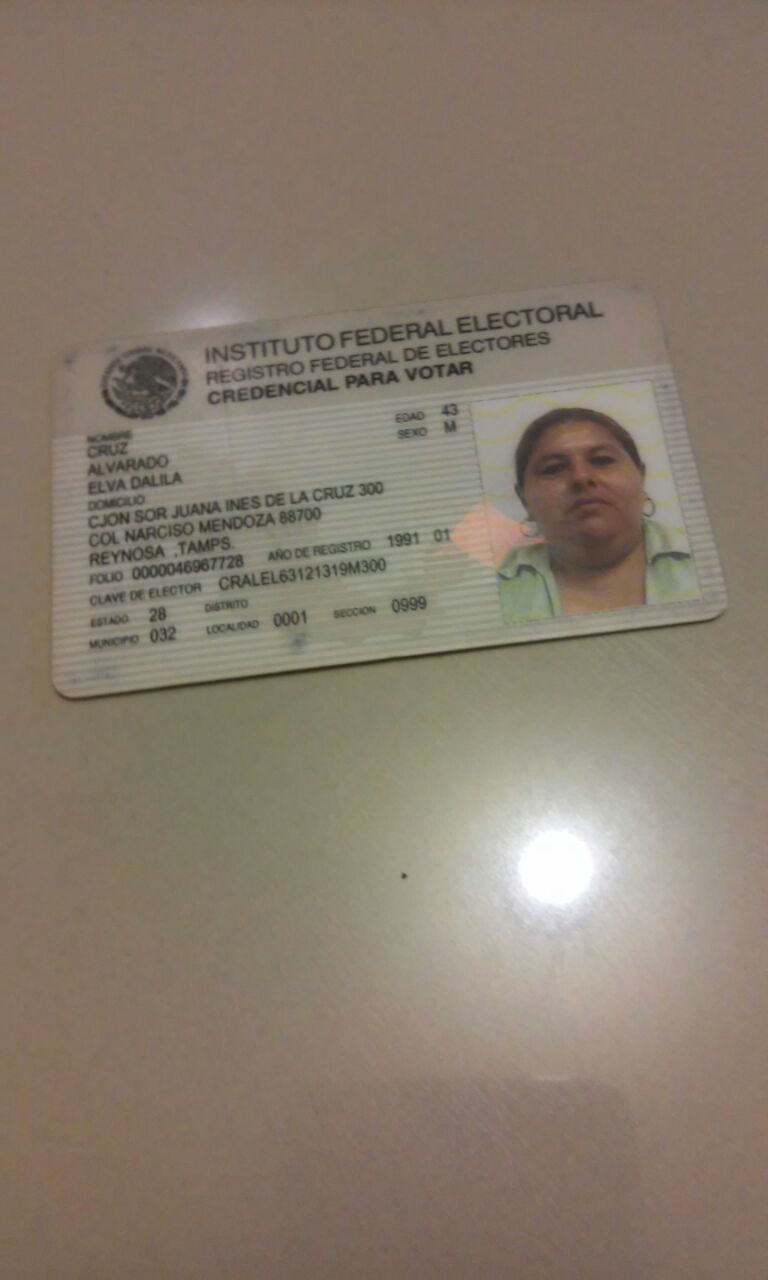 INSTITUTO FEDERAL ELECTORAL
REGISTRO FEDERAL DE ELECTORES
CREDENCIAL PARA VOTAR
NOMBRE
CRUZ
ALVARADO
ELVA DALILA
EDAD 43
SEXO M
DOMICILIO
CJON SOR JUANA INES DE LA CRUZ 300
COL NARCISO MENDOZA 88700
REYNOSA ,TAMPS.
FOLIO 0000046967728 AÑO DE REGISTRO 1991 01
CLAVE DE ELECTOR CRALEL63121319M300
ESTADO 28 DISTRITO
MUNICIPIO 032 LOCALIDAD 0001 SECCION 0999